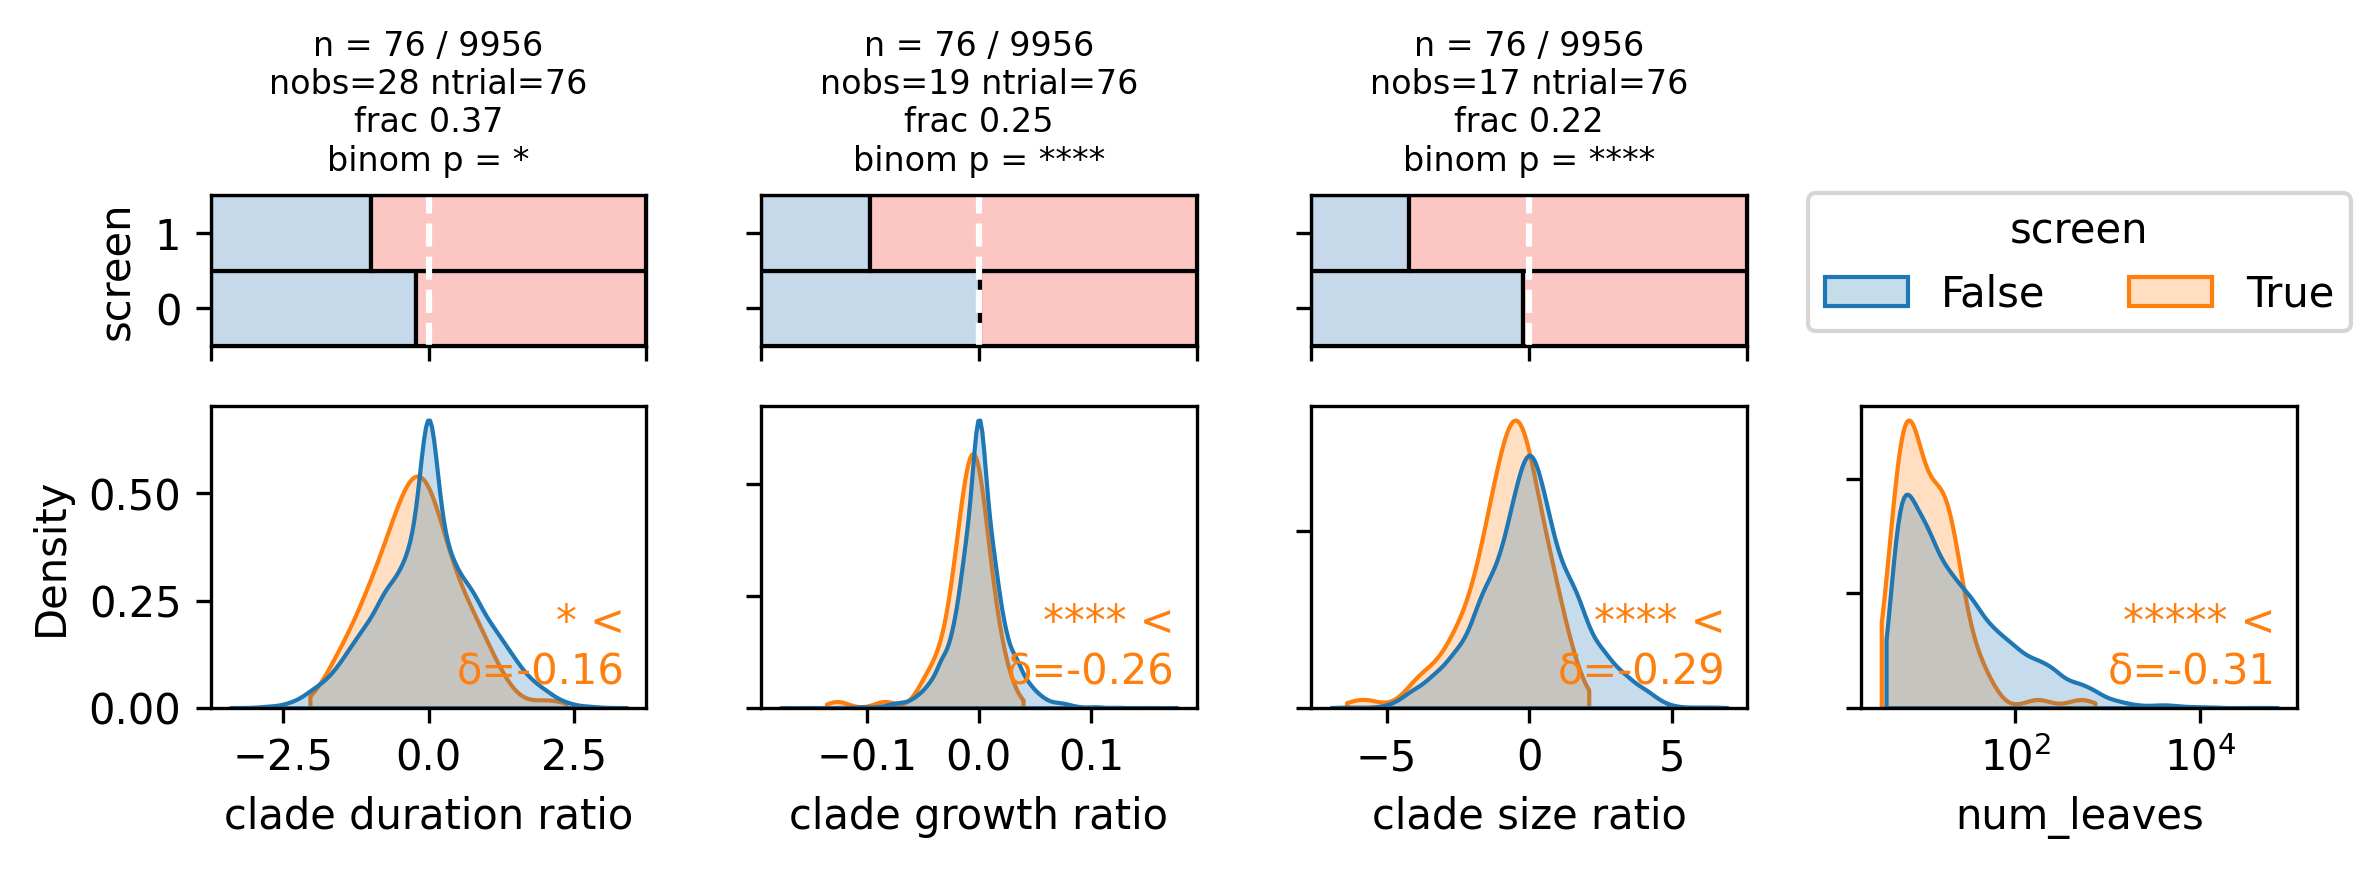 n = 76 / 9956
nobs=28 ntrial=76
frac 0.37
binom p = *
n = 76 / 9956
nobs=19 ntrial=76
frac 0.25
binom p = ****
n = 76 / 9956
nobs=17 ntrial=76
frac 0.22
binom p = ****
screen
1
0
screen
False
True
Density
0.50
0.25
0.00
* <
δ=-0.16
−2.5
0.0
2.5
clade duration ratio
**** <
δ=-0.26
−0.1
0.0
0.1
clade growth ratio
**** <
δ=-0.29
−5
0
5
clade size ratio
***** <
δ=-0.31
10²
10⁴
num_leaves